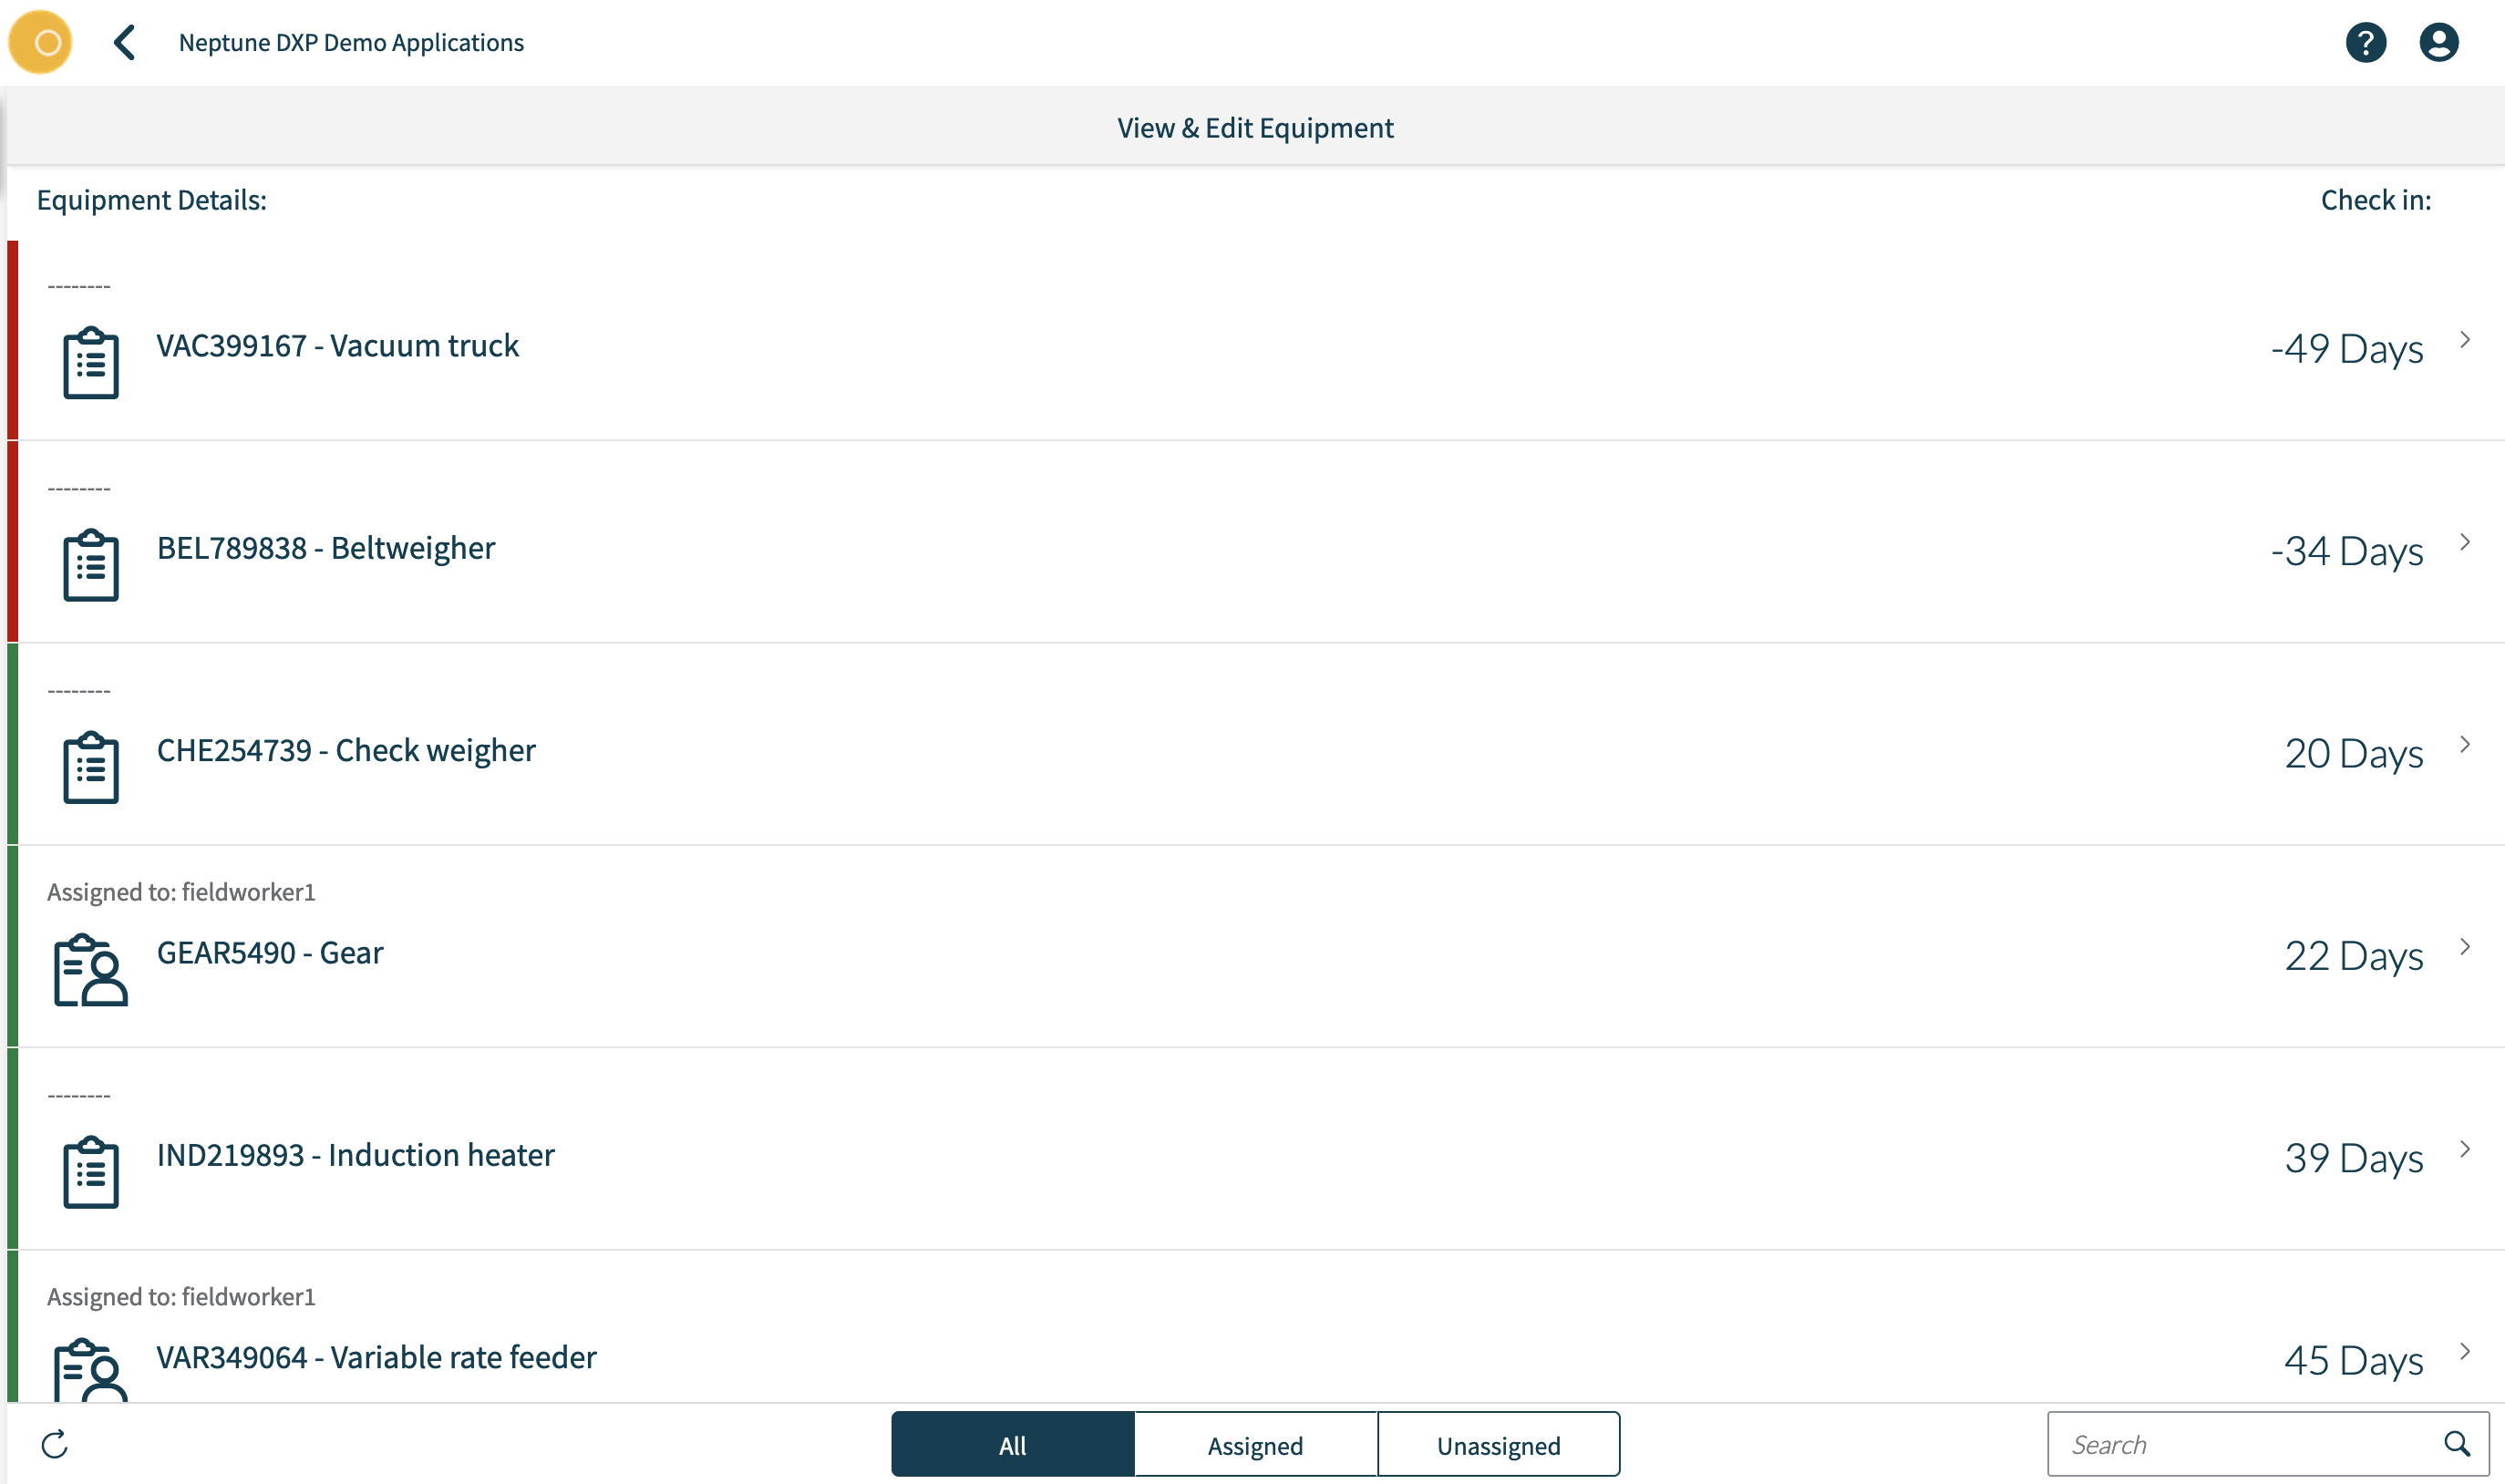 Neptune DXP Demo Applications
View & Edit Equipment
Equipment Details:
Check in:
--------
VAC399167 - Vacuum truck
-49 Days
--------
BEL789838 - Beltweigher
-34 Days
--------
CHE254739 - Check weigher
20 Days
Assigned to: fieldworker1
GEAR5490 - Gear
22 Days
--------
IND219893 - Induction heater
39 Days
Assigned to: fieldworker1
VAR349064 - Variable rate feeder
45 Days
All
Assigned
Unassigned
Search